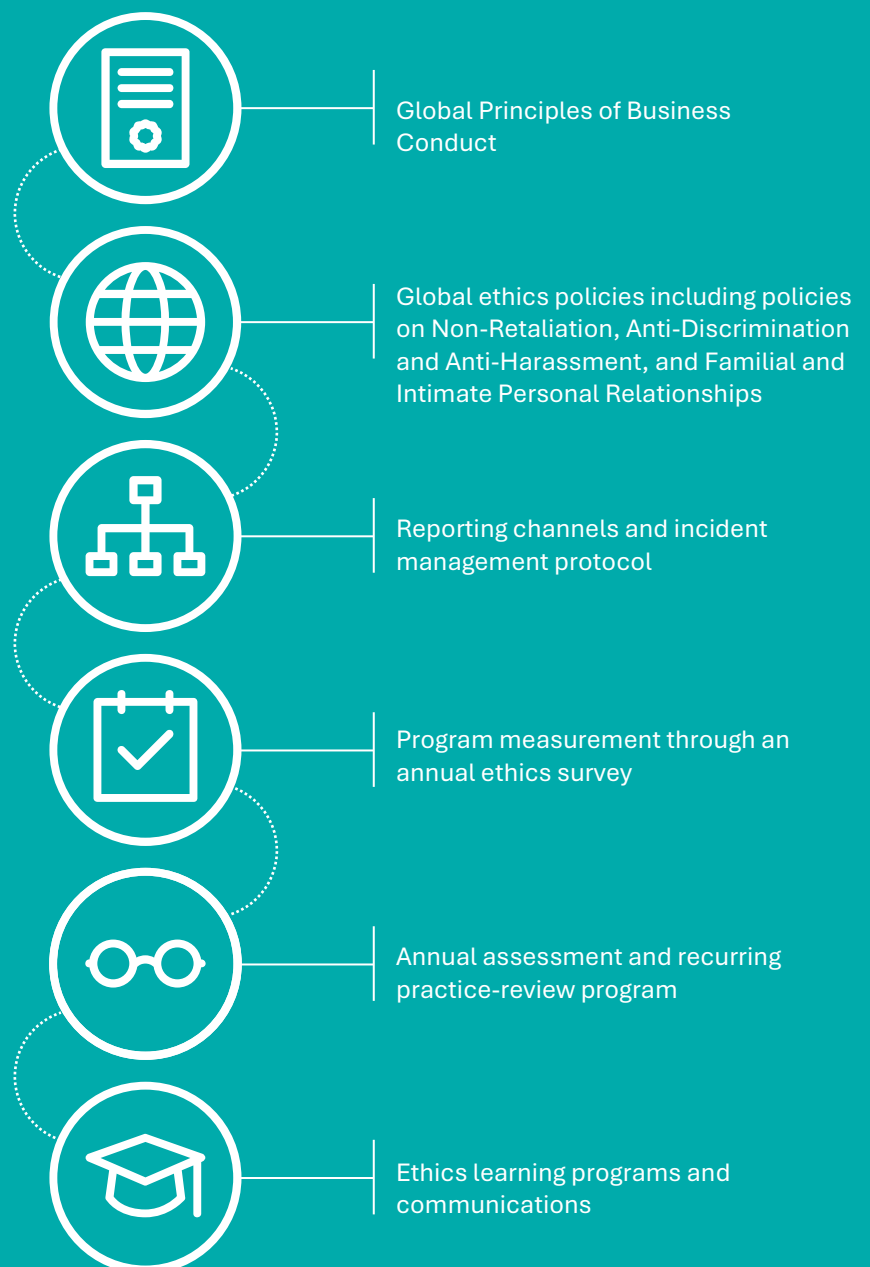 Global Principles of Business
Conduct
Global ethics policies including policies
on Non-Retaliation, Anti-Discrimination
and Anti-Harassment, and Familial and
Intimate Personal Relationships
Reporting channels and incident
management protocol
Program measurement through an
annual ethics survey
Annual assessment and recurring
practice-review program
Ethics learning programs and
communications